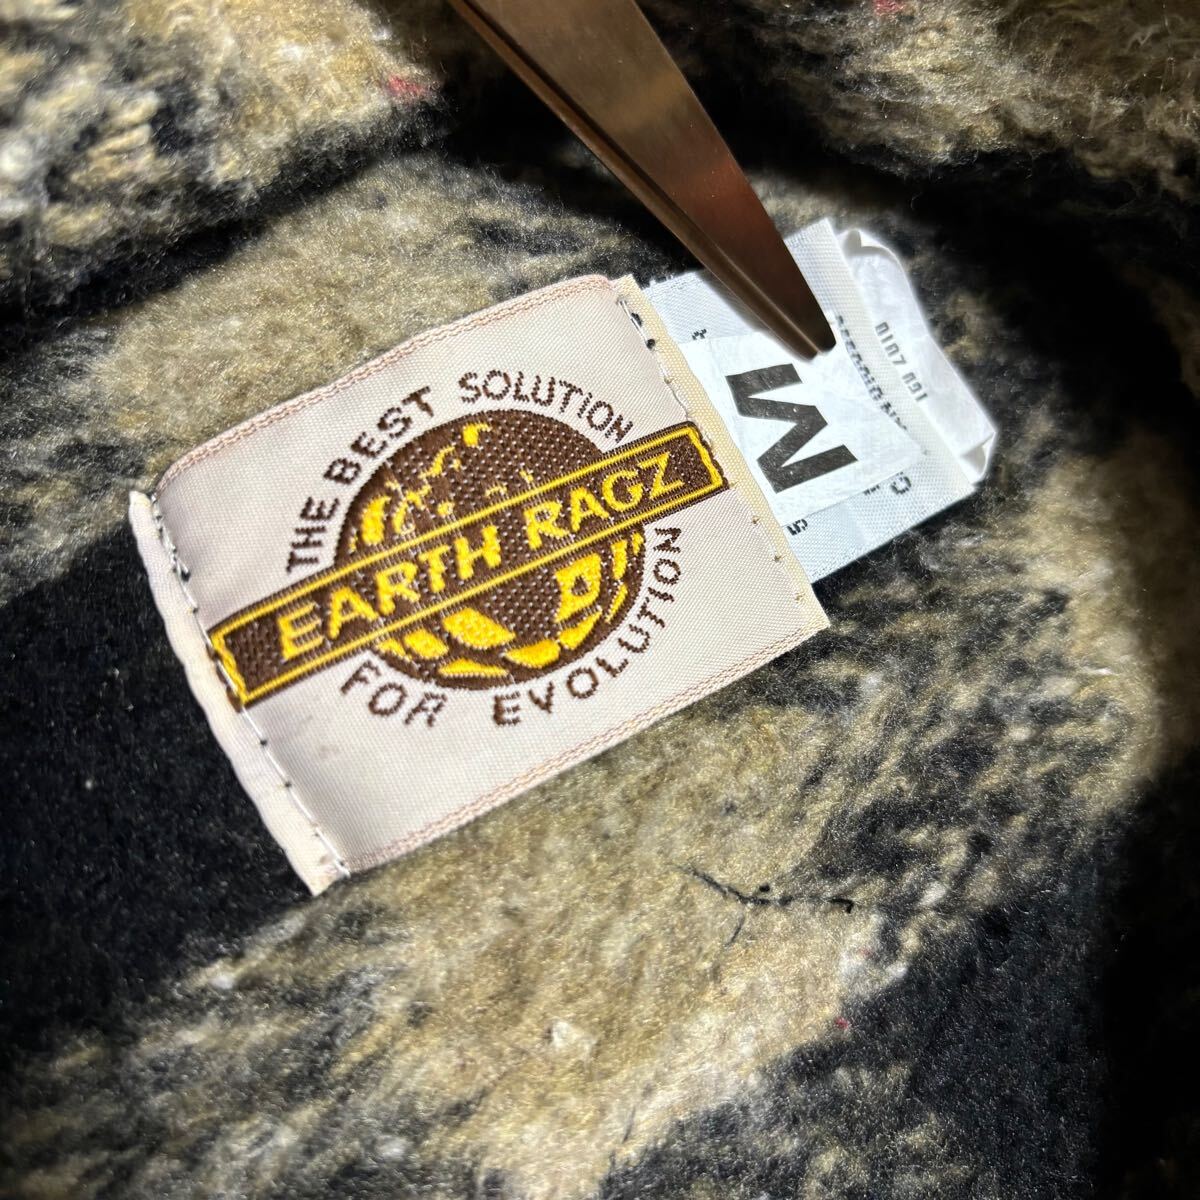 THE BEST SOLUTION
EARTH RAGZ
FOR EVOLUTION
M